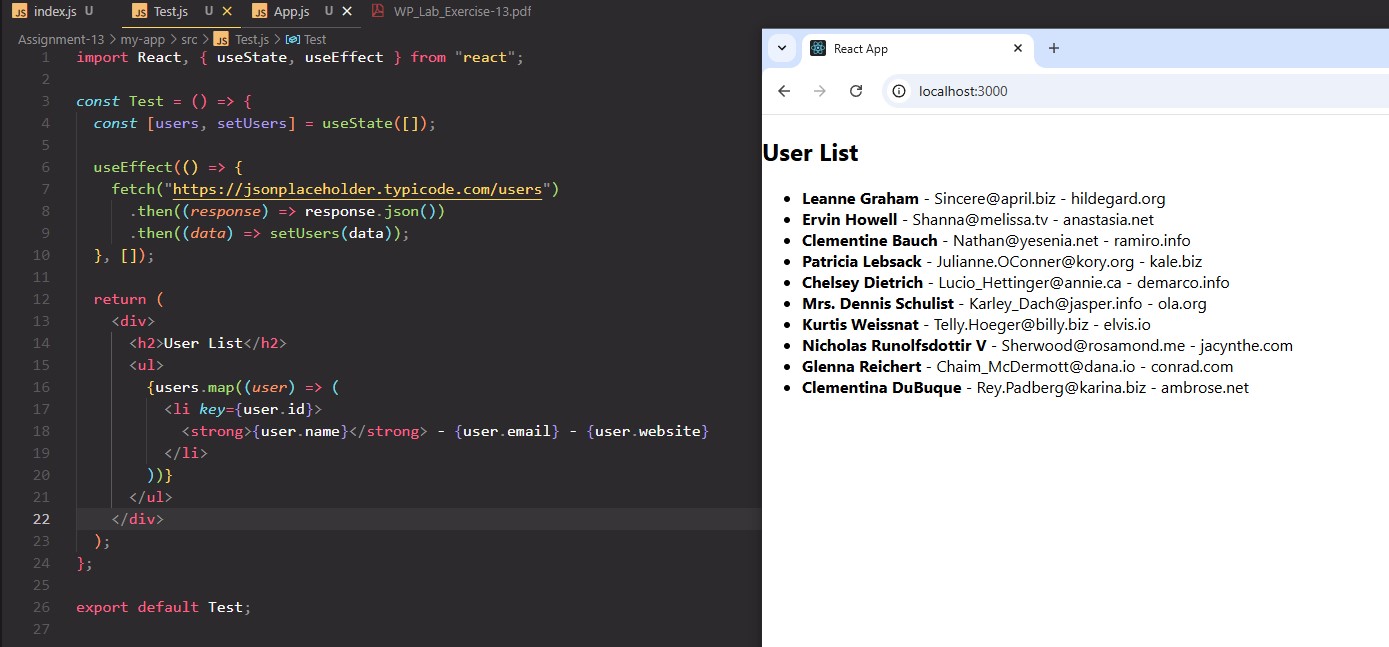 JS index.js U JS Test.js U × JS App.js U × WP_Lab_Exercise-13.pdf
Assignment-13 > my-app > src > JS Test.js > Test
1 import React, { useState, useEffect } from "react";
2
3 const Test = () => {
4   const [users, setUsers] = useState([]);
5
6   useEffect(() => {
7     fetch("https://jsonplaceholder.typicode.com/users")
8       .then((response) => response.json())
9       .then((data) => setUsers(data));
10   }, []);
11
12   return (
13     <div>
14       <h2>User List</h2>
15       <ul>
16         {users.map((user) => (
17           <li key={user.id}>
18             <strong>{user.name}</strong> - {user.email} - {user.website}
19           </li>
20         ))}
21       </ul>
22     </div>
23   );
24 };
25
26 export default Test;
27
React App
localhost:3000
User List
• Leanne Graham - Sincere@april.biz - hildegard.org
• Ervin Howell - Shanna@melissa.tv - anastasia.net
• Clementine Bauch - Nathan@yesenia.net - ramiro.info
• Patricia Lebsack - Julianne.OConner@kory.org - kale.biz
• Chelsey Dietrich - Lucio_Hettinger@annie.ca - demarco.info
• Mrs. Dennis Schulist - Karley_Dach@jasper.info - ola.org
• Kurtis Weissnat - Telly.Hoeger@billy.biz - elvis.io
• Nicholas Runolfsdottir V - Sherwood@rosamond.me - jacynthe.com
• Glenna Reichert - Chaim_McDermott@dana.io - conrad.com
• Clementina DuBuque - Rey.Padberg@karina.biz - ambrose.net